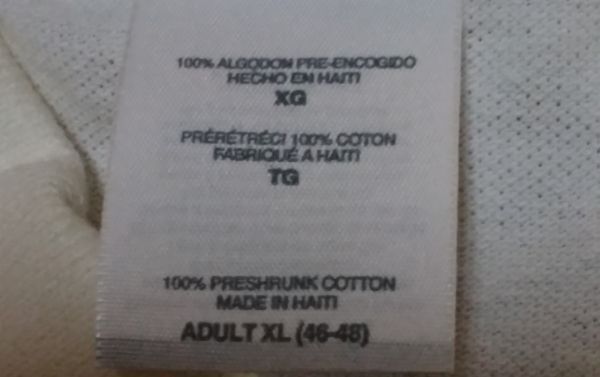 100% ALGODON PRE-ENCOGIDO
HECHO EN HAITI
XG
PRÉRÉTRÉCI 100% COTON
FABRIQUÉ A HAITI
TG
100% PRESHRUNK COTTON
MADE IN HAITI
ADULT XL (46-48)